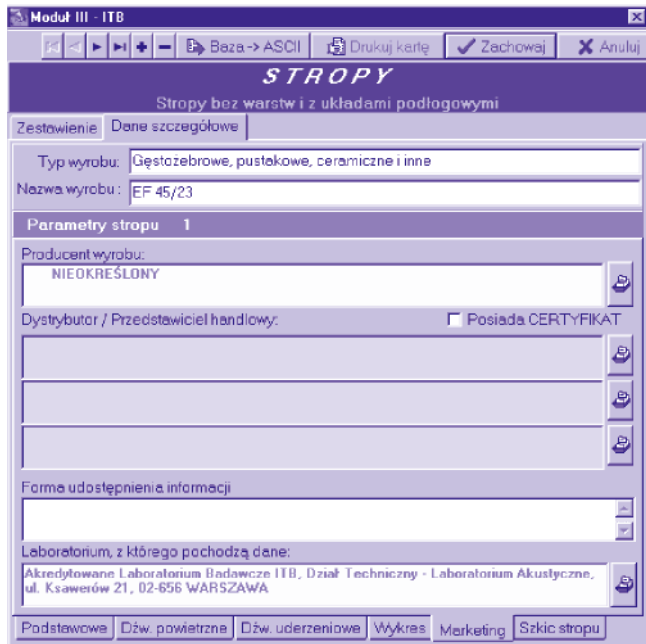 Moduł III - ITB
Baza -> ASCII Drukuj kartę Zachowaj Anuluj
STROPY
Stropy bez warstw i z układami podłogowymi
Zestawienie Dane szczegółowe
Typ wyrobu: Gęstożebrowe, pustakowe, ceramiczne i inne
Nazwa wyrobu: EF 45/23
Parametry stropu 1
Producent wyrobu:
NIEOKREŚLONY
Dystrybutor / Przedstawiciel handlowy: Posiada CERTYFIKAT
Forma udostępnienia informacji
Laboratorium, z którego pochodzą dane:
Akredytowane Laboratorium Badawcze ITB, Dział Techniczny - Laboratorium Akustyczne,
ul. Ksawerów 21, 02-656 WARSZAWA
Podstawowe Dźw. powietrzne Dźw. uderzeniowe Wykres Marketing Szkic stropu